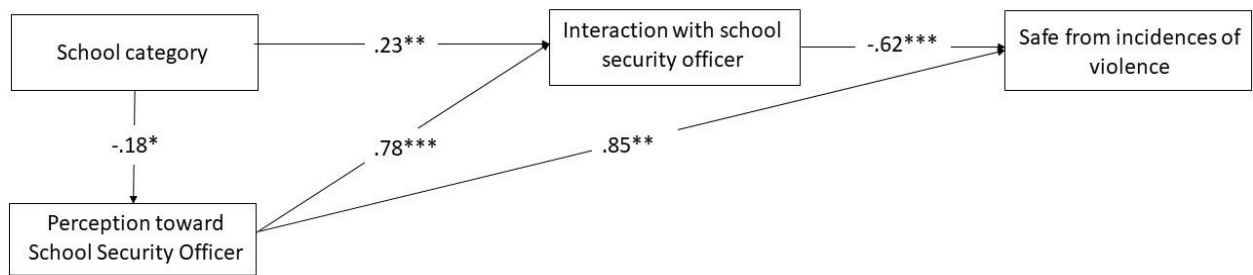 School category
.23**
Interaction with school
security officer
-.62***
Safe from incidences of
violence
-.18*
.78***
.85**
Perception toward
School Security Officer